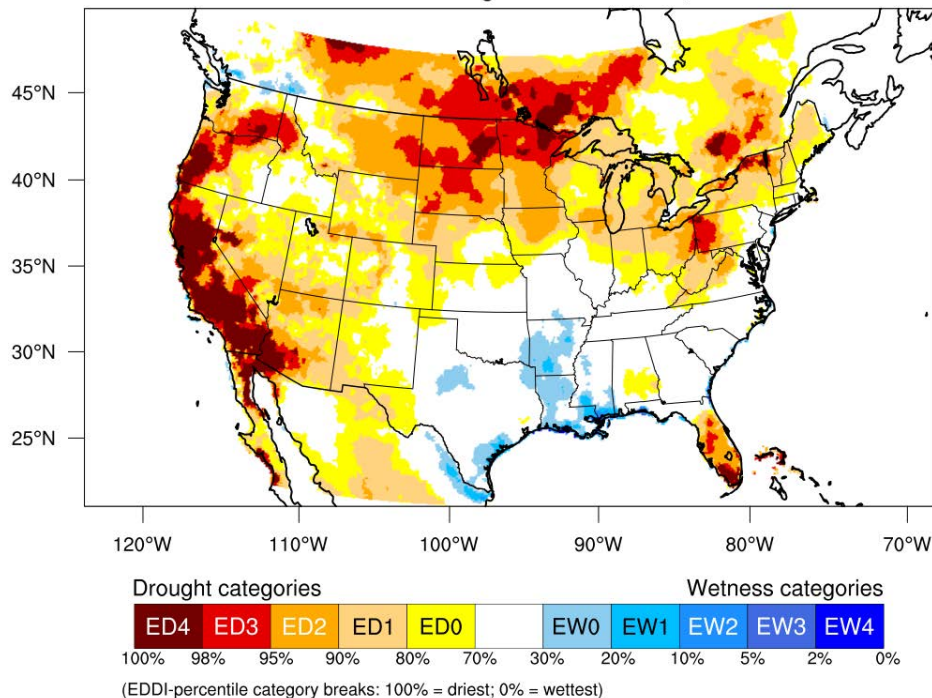 45°N
40°N
35°N
30°N
25°N
120°W 110°W 100°W 90°W 80°W 70°W
Drought categories Wetness categories
ED4 ED3 ED2 ED1 ED0 EW0 EW1 EW2 EW3 EW4
100% 98% 95% 90% 80% 70% 30% 20% 10% 5% 2% 0%
(EDDI-percentile category breaks: 100% = driest; 0% = wettest)